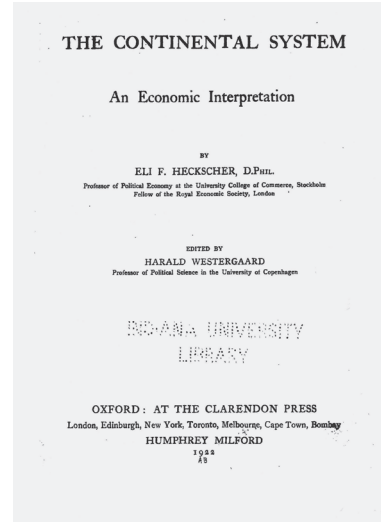 THE CONTINENTAL SYSTEM
An Economic Interpretation
BY
ELI F. HECKSCHER, D.PHIL.
Professor of Political Economy at the University College of Commerce, Stockholm
Fellow of the Royal Economic Society, London
EDITED BY
HARALD WESTERGAARD
Professor of Political Science in the University of Copenhagen
INDIANA UNIVERSITY
LIBRARY
OXFORD: AT THE CLARENDON PRESS
London, Edinburgh, New York, Toronto, Melbourne, Cape Town, Bombay
HUMPHREY MILFORD
1922
AB